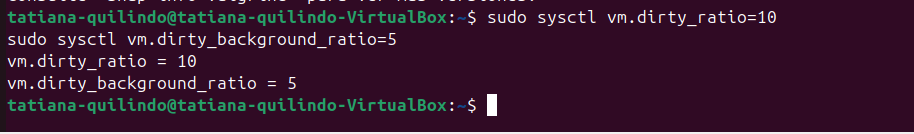 tatiana-quilindo@tatiana-quilindo-VirtualBox:~$ sudo sysctl vm.dirty_ratio=10
sudo sysctl vm.dirty_background_ratio=5
vm.dirty_ratio = 10
vm.dirty_background_ratio = 5
tatiana-quilindo@tatiana-quilindo-VirtualBox:~$